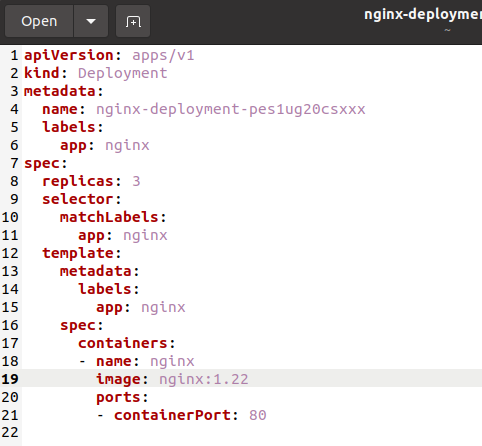 Open
nginx-deploymen
~
1 apiVersion: apps/v1
2 kind: Deployment
3 metadata:
4   name: nginx-deployment-pes1ug20csxxx
5   labels:
6     app: nginx
7 spec:
8   replicas: 3
9   selector:
10     matchLabels:
11       app: nginx
12   template:
13     metadata:
14       labels:
15         app: nginx
16     spec:
17       containers:
18       - name: nginx
19         image: nginx:1.22
20         ports:
21         - containerPort: 80
22